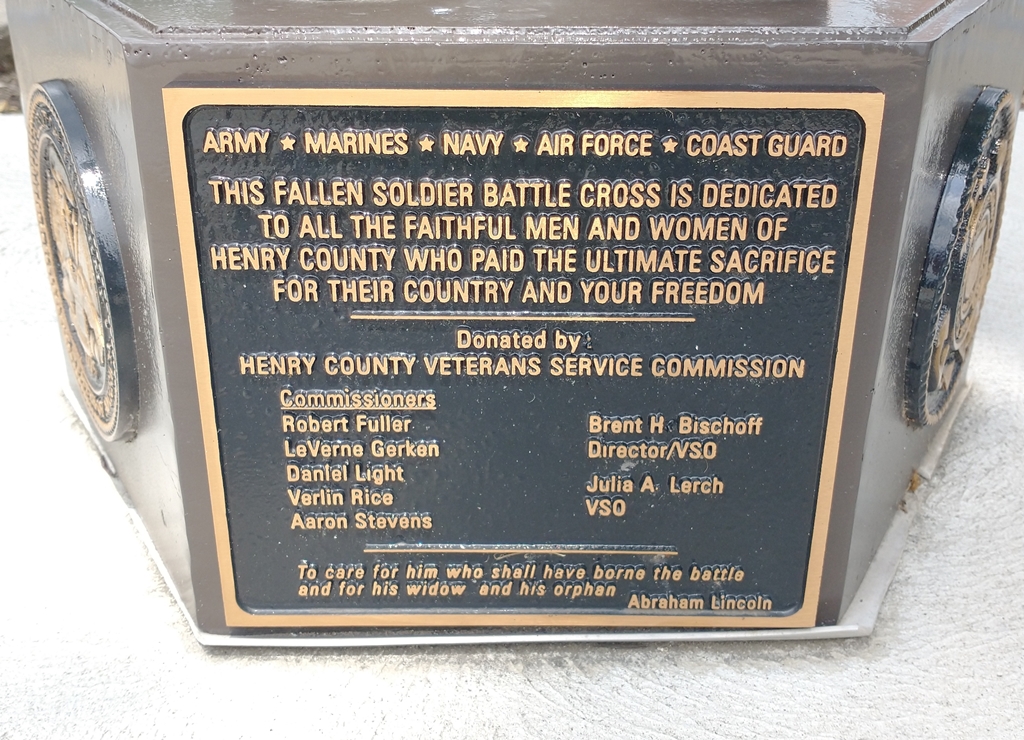 ARMY ★ MARINES ★ NAVY ★ AIR FORCE ★ COAST GUARD
THIS FALLEN SOLDIER BATTLE CROSS IS DEDICATED
TO ALL THE FAITHFUL MEN AND WOMEN OF
HENRY COUNTY WHO PAID THE ULTIMATE SACRIFICE
FOR THEIR COUNTRY AND YOUR FREEDOM
Donated by:
HENRY COUNTY VETERANS SERVICE COMMISSION
Commissioners
Robert Fuller
LeVerne Gerken
Daniel Light
Verlin Rice
Aaron Stevens
Brent H. Bischoff
Director/VSO
Julia A. Lerch
VSO
To care for him who shall have borne the battle
and for his widow and his orphan
Abraham Lincoln